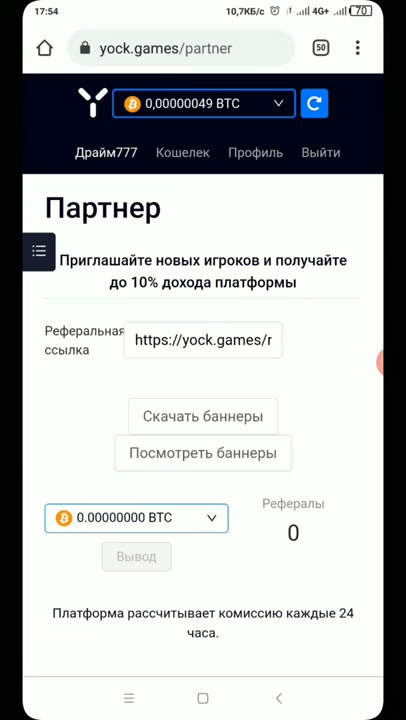 17:54 10,7КБ/с 4G+ 70
yock.games/partner 50
0,00000049 BTC
Драйм777 Кошелек Профиль Выйти
Партнер
Приглашайте новых игроков и получайте
до 10% дохода платформы
Реферальная
ссылка
https://yock.games/r
Скачать баннеры
Посмотреть баннеры
Рефералы
0.00000000 BTC
0
Вывод
Платформа рассчитывает комиссию каждые 24
часа.